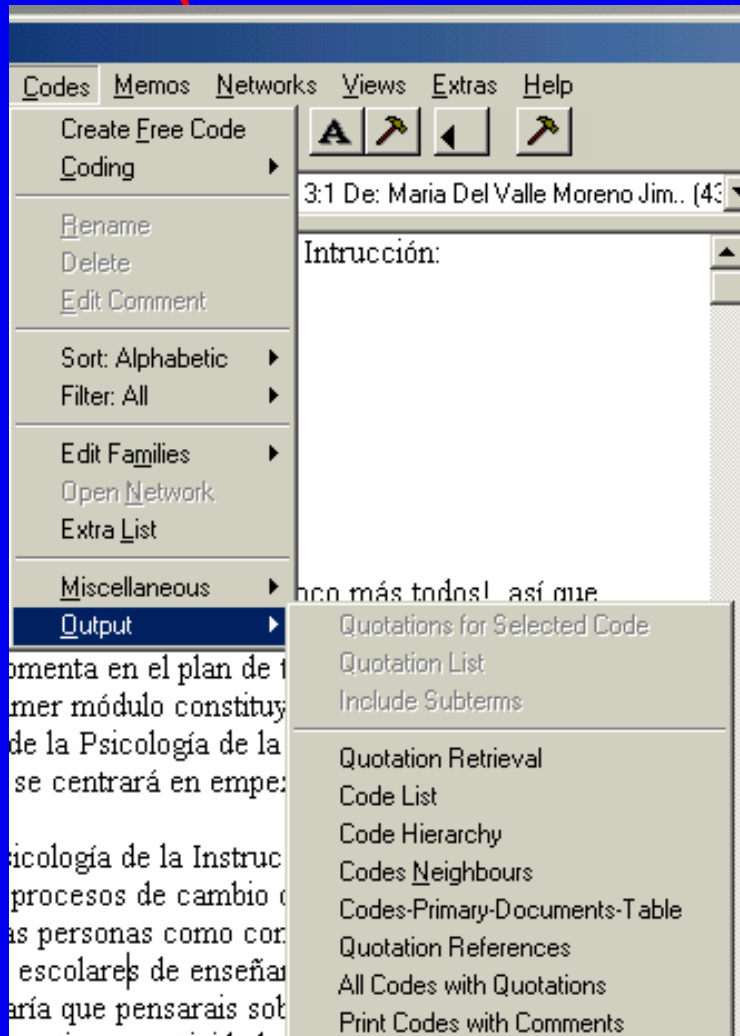 Codes Memos Networks Views Extras Help
Create Free Code
A
Coding
3:1 De: Maria Del Valle Moreno Jim.. (43
Rename
Intrucción:
Delete
Edit Comment
Sort: Alphabetic
Filter: All
Edit Families
Open Network
Extra List
Miscellaneous
más todos! así que
Output
Quotations for Selected Code
Quotation List
Include Subterms
Quotation Retrieval
Code List
Code Hierarchy
Codes Neighbours
Codes-Primary-Documents-Table
Quotation References
All Codes with Quotations
Print Codes with Comments
omenta en el plan de t
imer módulo constituy
de la Psicología de la
se centrará en empe
sicología de la Instruc
procesos de cambio
as personas como con
escolares de enseñan
aría que pensarais sob